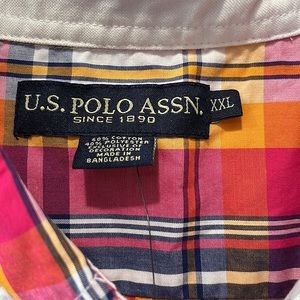 U.S. POLO ASSN.
XXL
SINCE 1890
60% COTTON
40% POLYESTER
EXCLUSIVE OF
DECORATION
MADE IN
BANGLADESH